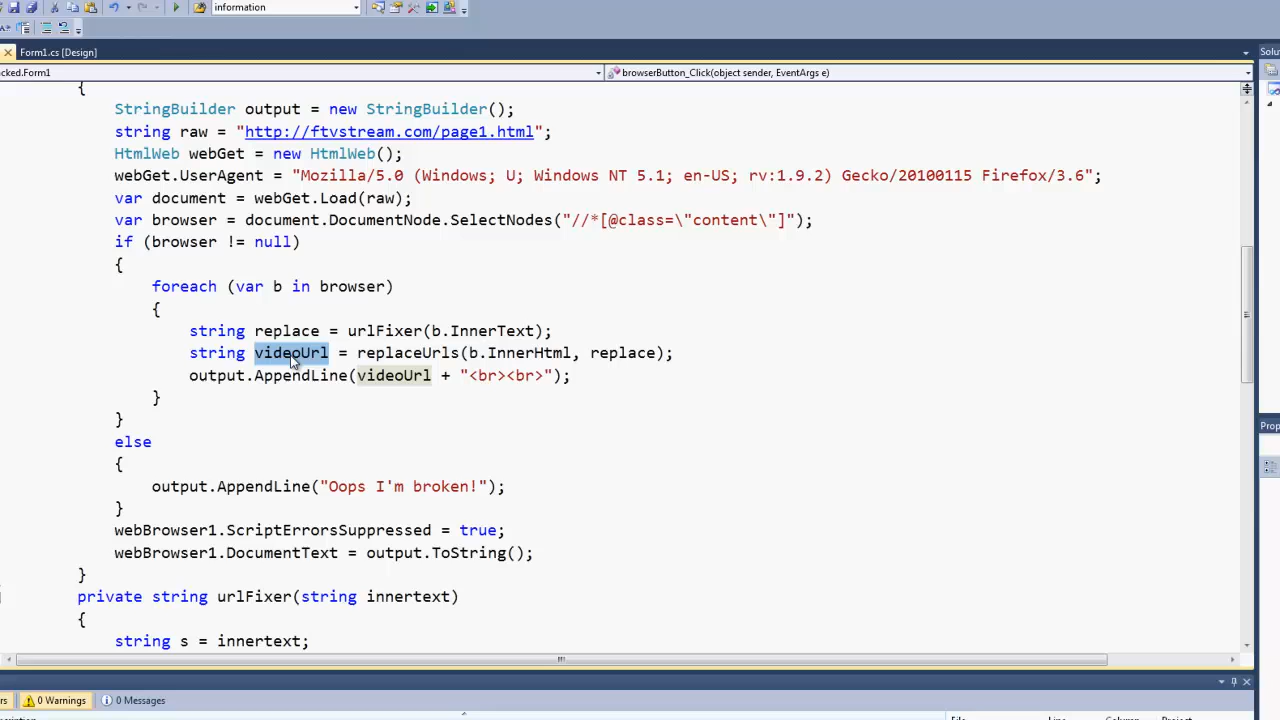 information
Form1.cs [Design]
Solu
cked.Form1
browserButton_Click(object sender, EventArgs e)
{
StringBuilder output = new StringBuilder();
string raw = "http://ftvstream.com/page1.html";
HtmlWeb webGet = new HtmlWeb();
webGet.UserAgent = "Mozilla/5.0 (Windows; U; Windows NT 5.1; en-US; rv:1.9.2) Gecko/20100115 Firefox/3.6";
var document = webGet.Load(raw);
var browser = document.DocumentNode.SelectNodes("//*[@class=\"content\"]");
if (browser != null)
{
foreach (var b in browser)
{
string replace = urlFixer(b.InnerText);
string videoUrl = replaceUrls(b.InnerHtml, replace);
output.AppendLine(videoUrl + "<br><br>");
}
}
Prop
else
{
output.AppendLine("Oops I'm broken!");
}
webBrowser1.ScriptErrorsSuppressed = true;
webBrowser1.DocumentText = output.ToString();
}
private string urlFixer(string innertext)
{
string s = innertext;
rs
0 Warnings
0 Messages